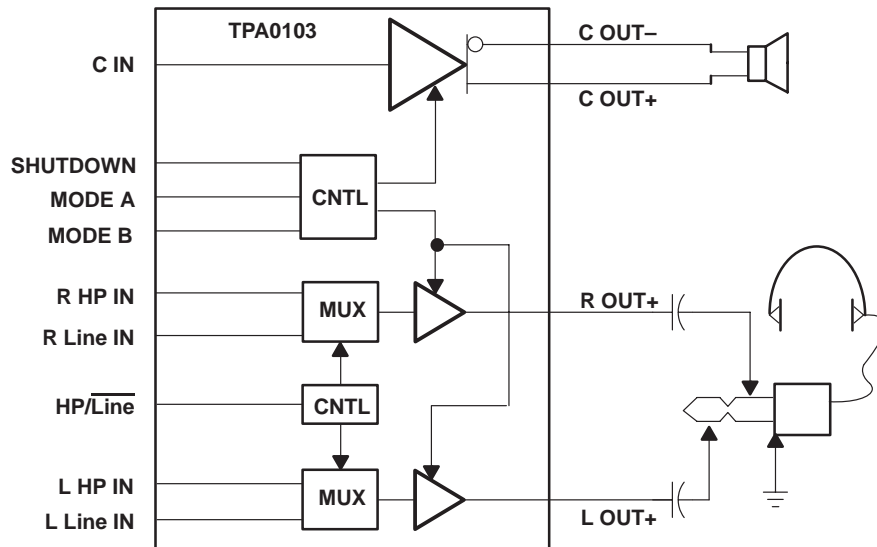 TPA0103
C OUT–
C IN
C OUT+
SHUTDOWN
MODE A
CNTL
MODE B
R HP IN
MUX
R OUT+
R Line IN
HP/Line
CNTL
L HP IN
MUX
L Line IN
L OUT+